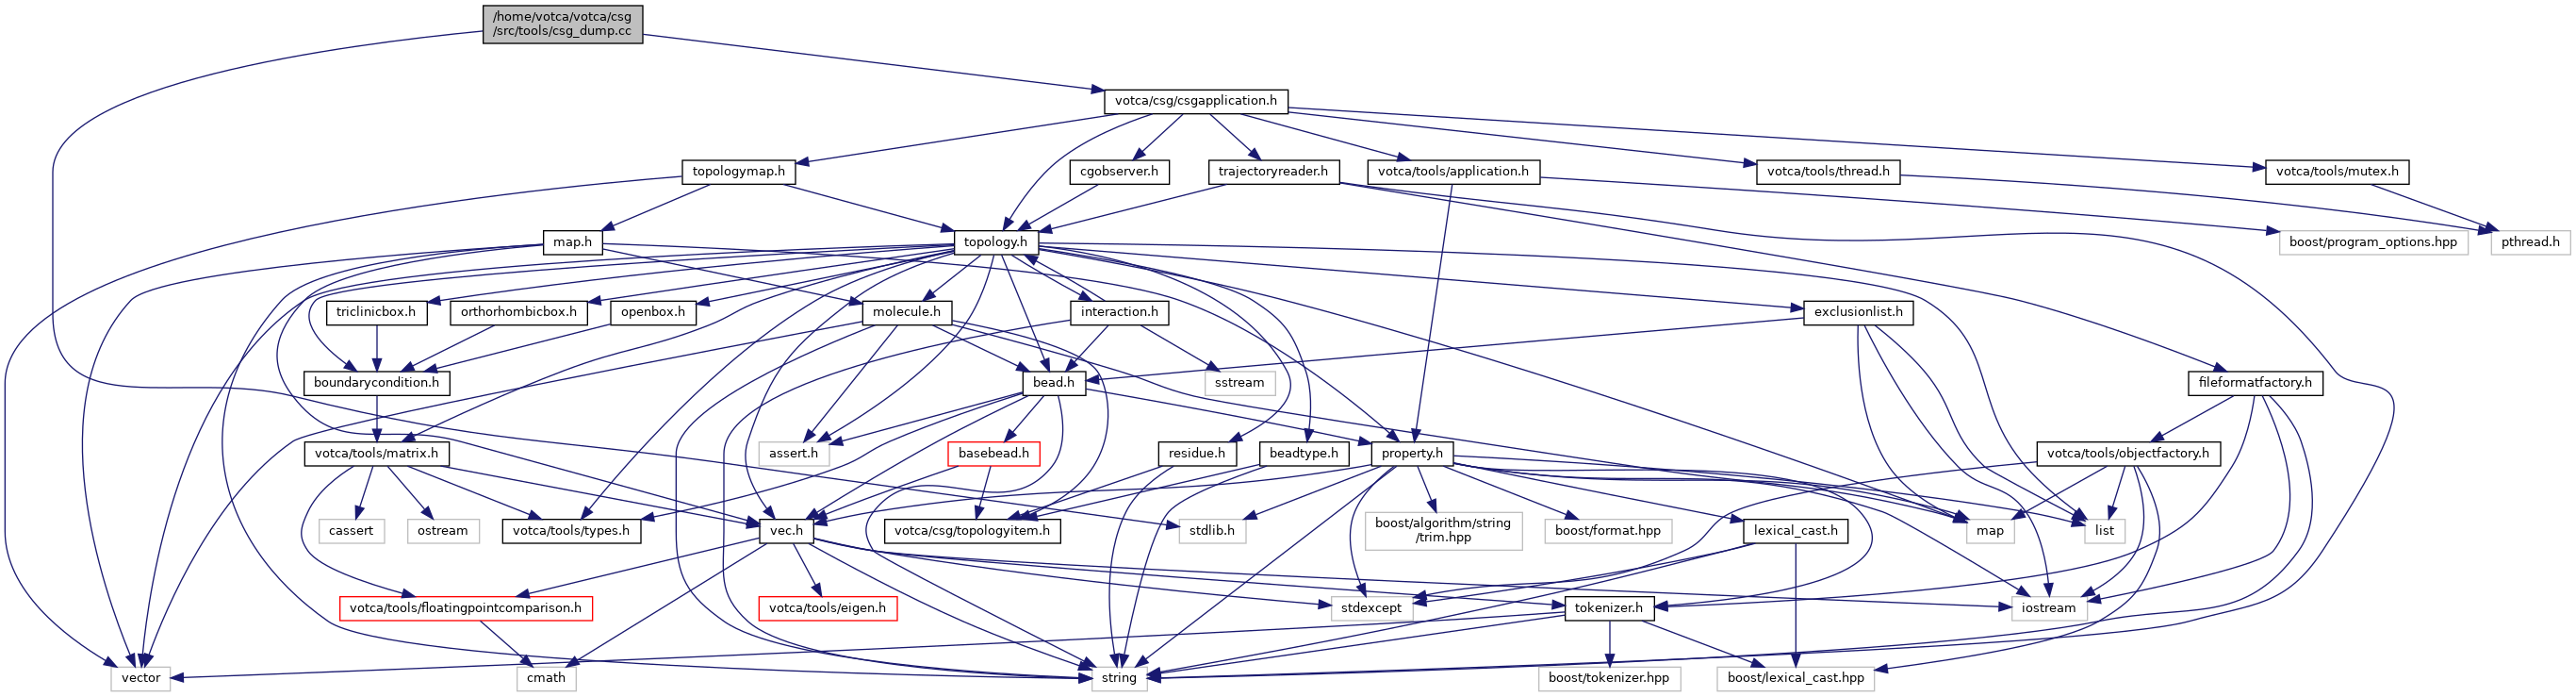 /home/votca/votca/csg
/src/tools/csg_dump.cc
votca/csg/csgapplication.h
topologymap.h
cgobserver.h
trajectoryreader.h
votca/tools/application.h
votca/tools/thread.h
votca/tools/mutex.h
map.h
topology.h
boost/program_options.hpp
pthread.h
triclinicbox.h
orthorhombicbox.h
openbox.h
molecule.h
interaction.h
exclusionlist.h
boundarycondition.h
bead.h
sstream
fileformatfactory.h
votca/tools/matrix.h
assert.h
basebead.h
residue.h
beadtype.h
property.h
votca/tools/objectfactory.h
cassert
ostream
votca/tools/types.h
vec.h
votca/csg/topologyitem.h
stdlib.h
boost/algorithm/string
/trim.hpp
boost/format.hpp
lexical_cast.h
map
list
votca/tools/floatingpointcomparison.h
votca/tools/eigen.h
stdexcept
tokenizer.h
iostream
vector
cmath
string
boost/tokenizer.hpp
boost/lexical_cast.hpp